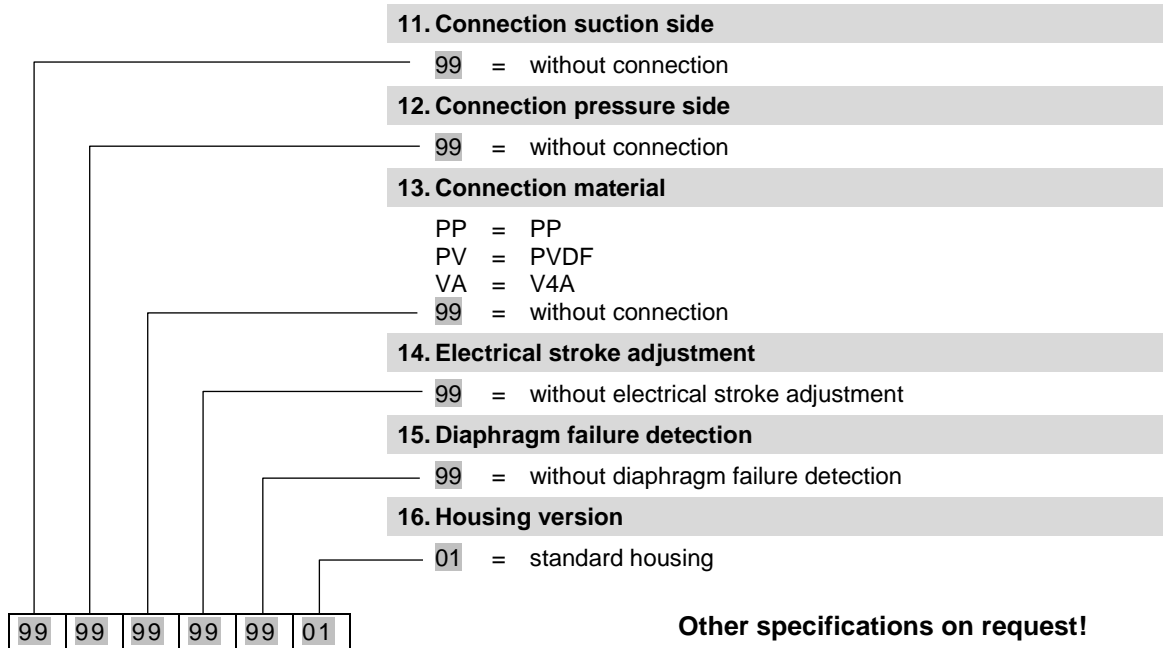 11. Connection suction side
99 = without connection
12. Connection pressure side
99 = without connection
13. Connection material
PP = PP
PV = PVDF
VA = V4A
99 = without connection
14. Electrical stroke adjustment
99 = without electrical stroke adjustment
15. Diaphragm failure detection
99 = without diaphragm failure detection
16. Housing version
01 = standard housing
99 99 99 99 99 01
Other specifications on request!